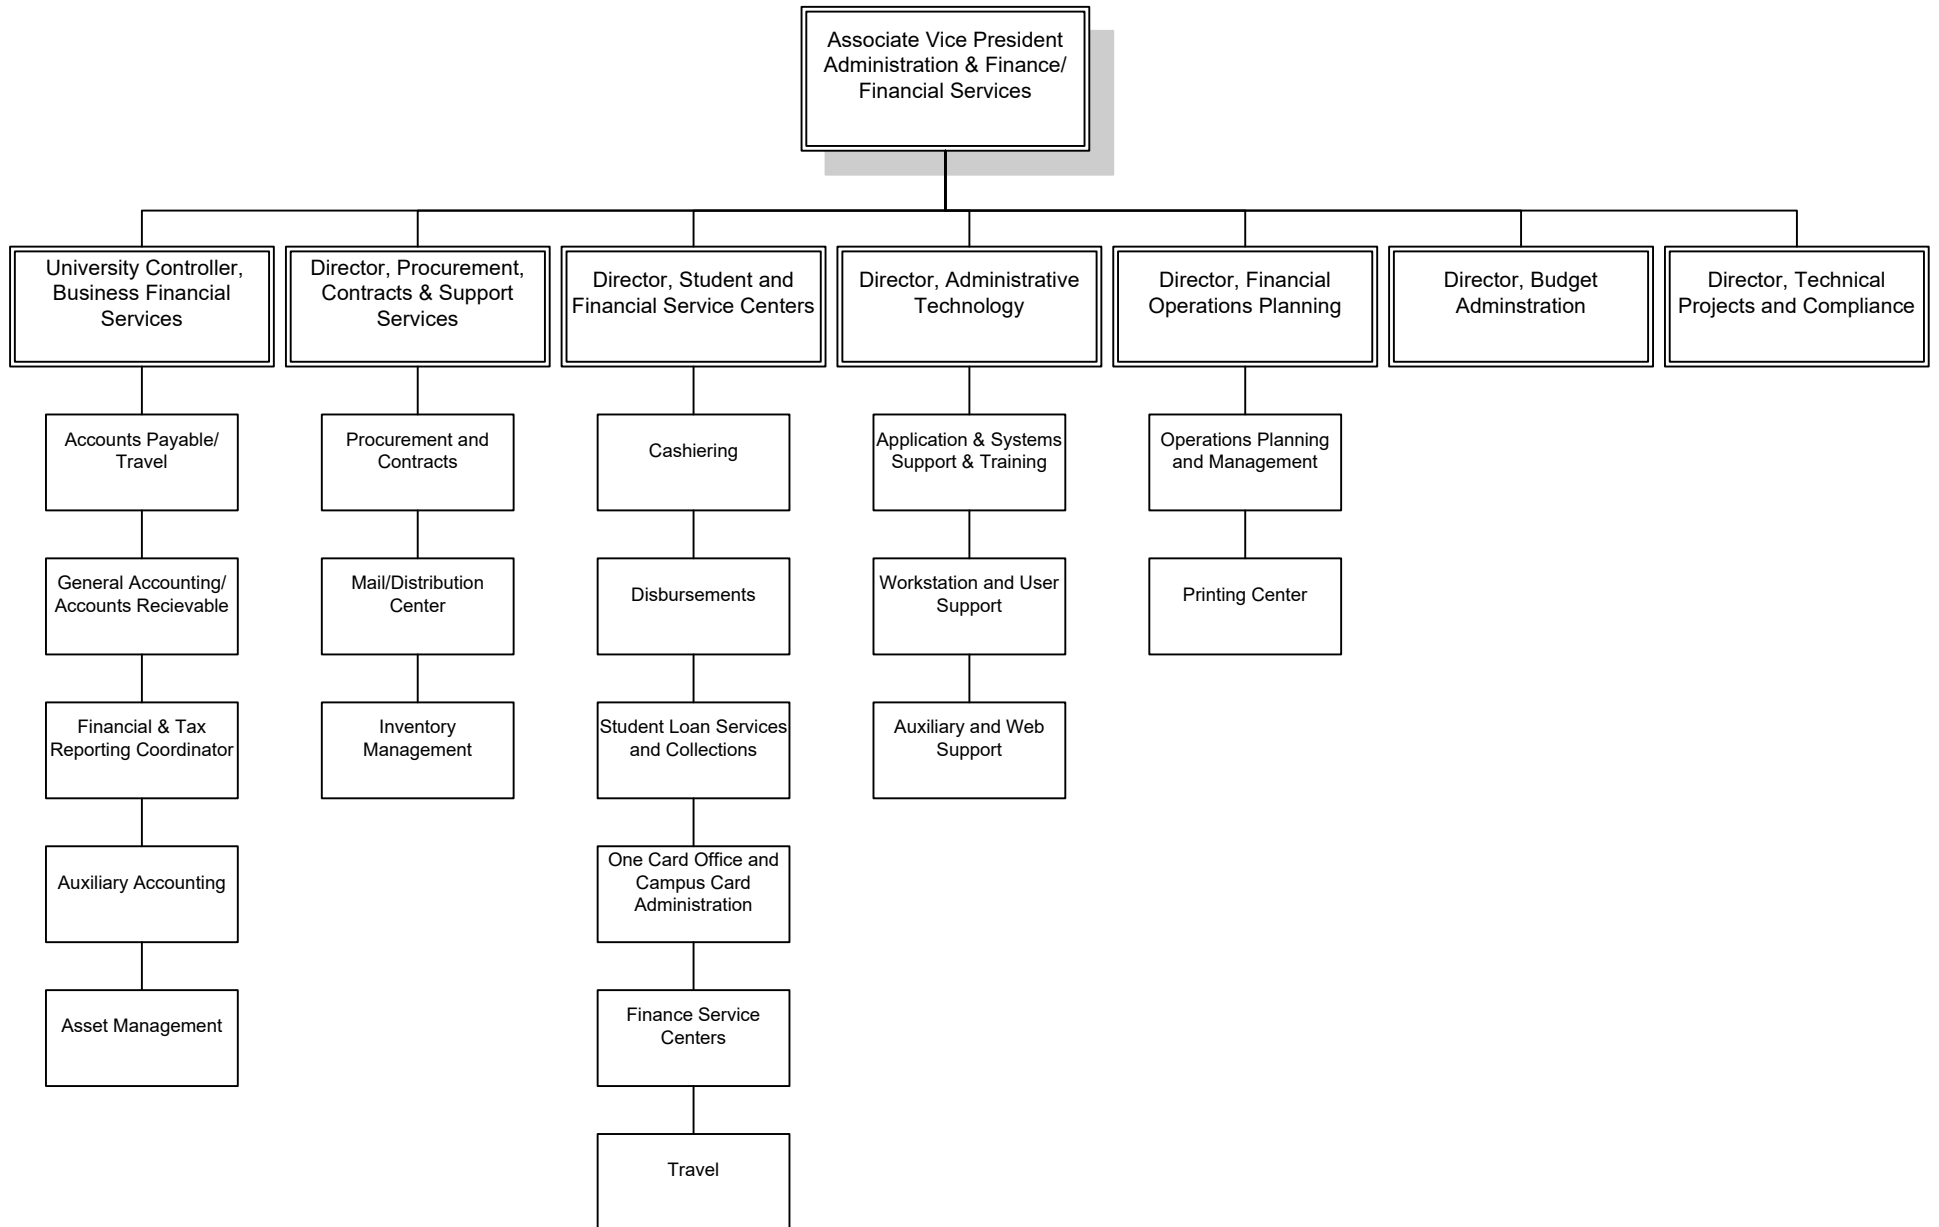 Associate Vice President
Administration & Finance/
Financial Services
University Controller,
Business Financial
Services
Director, Procurement,
Contracts & Support
Services
Director, Student and
Financial Service Centers
Director, Administrative
Technology
Director, Financial
Operations Planning
Director, Budget
Adminstration
Director, Technical
Projects and Compliance
Accounts Payable/
Travel
General Accounting/
Accounts Recievable
Financial & Tax
Reporting Coordinator
Auxiliary Accounting
Asset Management
Procurement and
Contracts
Mail/Distribution
Center
Inventory
Management
Cashiering
Disbursements
Student Loan Services
and Collections
One Card Office and
Campus Card
Administration
Finance Service
Centers
Travel
Application & Systems
Support & Training
Workstation and User
Support
Auxiliary and Web
Support
Operations Planning
and Management
Printing Center